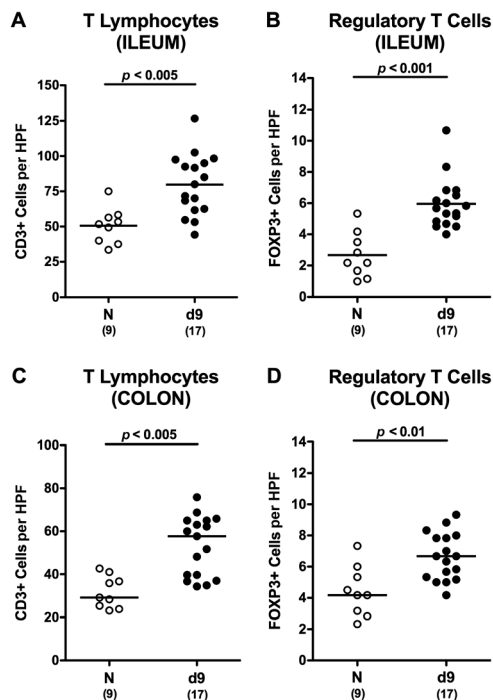 A
T Lymphocytes
(ILEUM)
p < 0.005
CD3+ Cells per HPF
150
125
100
75
50
25
0
N
d9
(9)
(17)
B
Regulatory T Cells
(ILEUM)
p < 0.001
FOXP3+ Cells per HPF
14
12
10
8
6
4
2
0
N
d9
(9)
(17)
C
T Lymphocytes
(COLON)
p < 0.005
CD3+ Cells per HPF
100
80
60
40
20
0
N
d9
(9)
(17)
D
Regulatory T Cells
(COLON)
p < 0.01
FOXP3+ Cells per HPF
14
12
10
8
6
4
2
0
N
d9
(9)
(17)